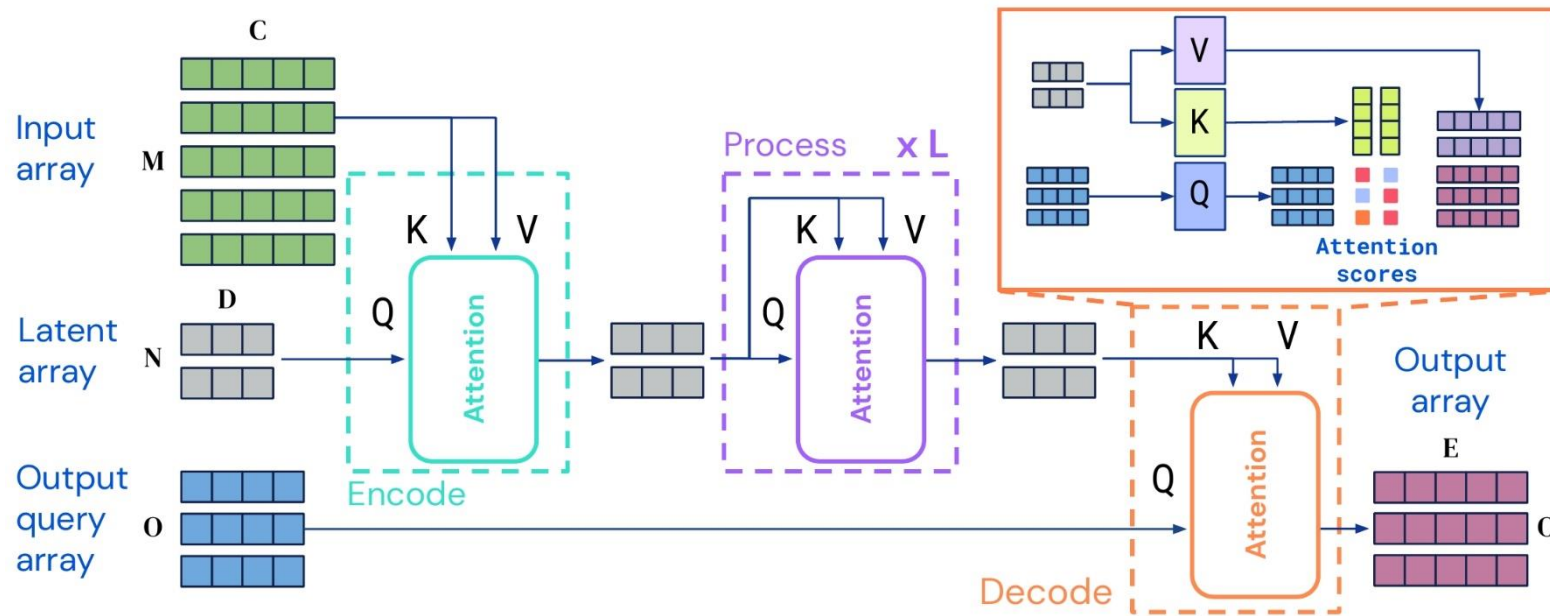 C
Input
array
M
D
Latent
array
N
Output
query
array
O
K
V
Q
Attention
Encode
Process x L
K
V
Q
Attention
V
K
Q
Attention
scores
K
V
Q
Attention
Decode
Output
array
E
O